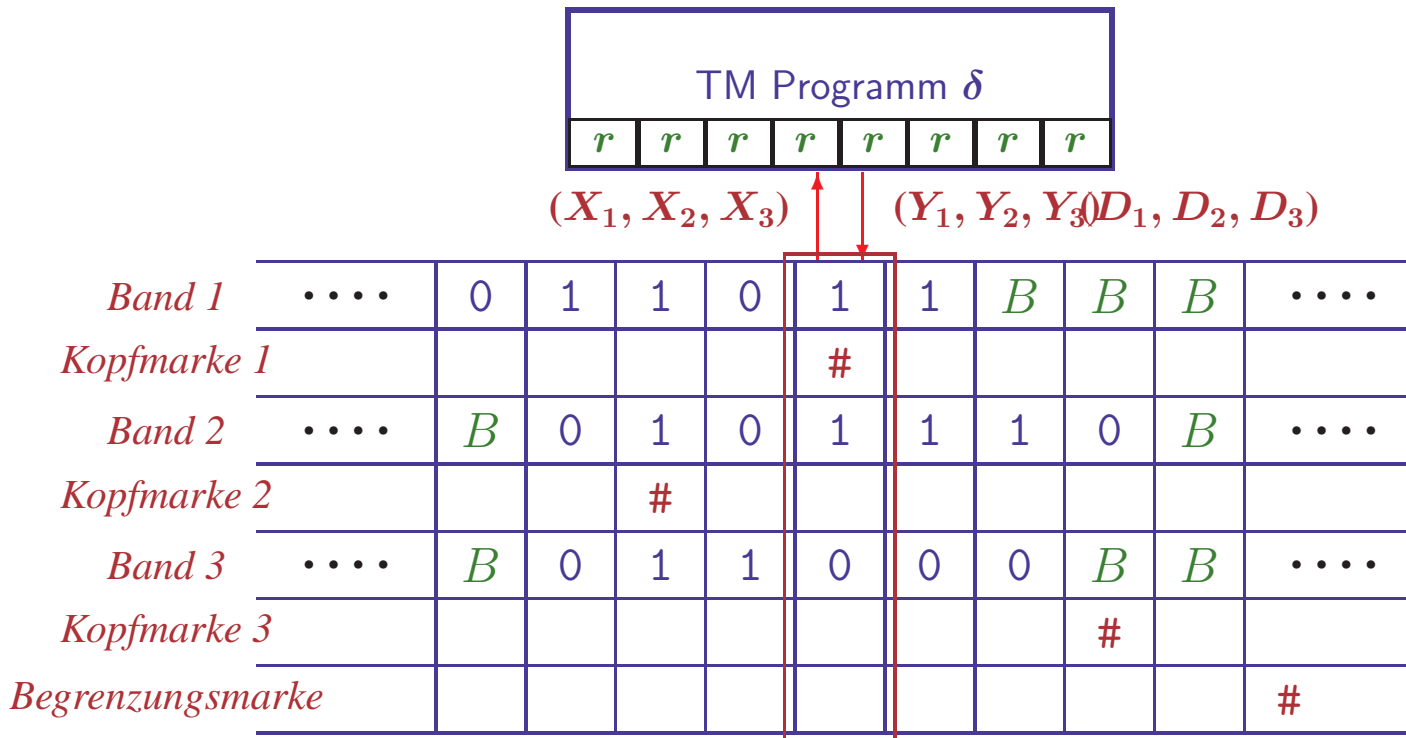 TM Programm δ
r r r r r r r r
(X₁, X₂, X₃) (Y₁, Y₂, Y₃) (D₁, D₂, D₃)
Band 1 · · · · 0 1 1 0 1 1 B B B · · · ·
Kopfmarke 1 #
Band 2 · · · · B 0 1 0 1 1 1 0 B · · · ·
Kopfmarke 2 #
Band 3 · · · · B 0 1 1 0 0 0 B B · · · ·
Kopfmarke 3 #
Begrenzungsmarke #